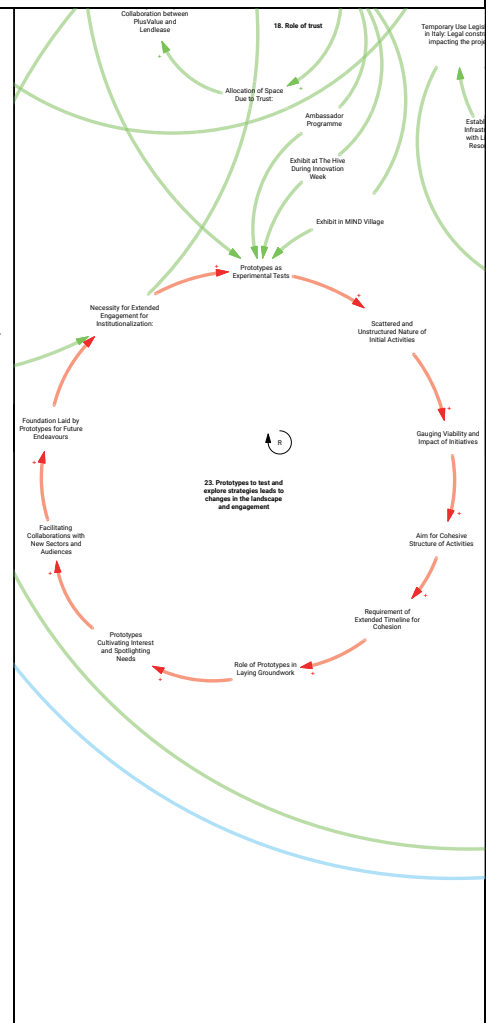 Collaboration between
PlusValue and
Lendlease
18. Role of trust
Temporary Use Legis
in Italy: Legal constr
impacting the proje
Allocation of Space
Due to Trust:
Ambassador
Programme
Establ
Infrast
with L
Reso
Exhibit at The Hive
During Innovation
Week
Exhibit in MIND Village
Prototypes as
Experimental Tests
Necessity for Extended
Engagement for
Institutionalization:
Scattered and
Unstructured Nature of
Initial Activities
Foundation Laid by
Prototypes for Future
Endeavours
Gauging Viability and
Impact of Initiatives
R
23. Prototypes to test and
explore strategies leads to
changes in the landscape
and engagement
Facilitating
Collaborations with
New Sectors and
Audiences
Aim for Cohesive
Structure of Activities
Requirement of
Extended Timeline for
Cohesion
Prototypes
Cultivating Interest
and Spotlighting
Needs
Role of Prototypes in
Laying Groundwork